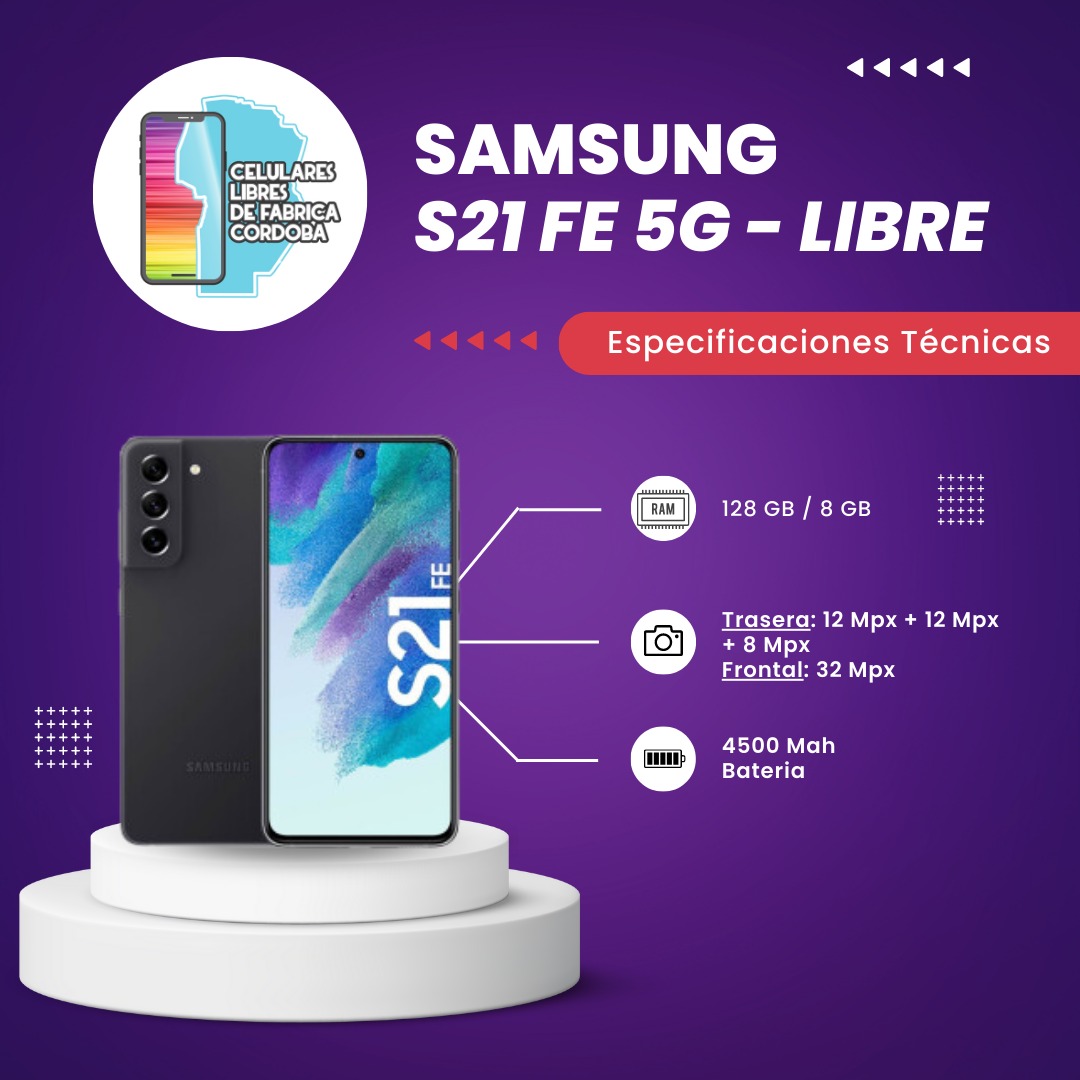 CELULARES
LIBRES
DE FABRICA
CORDOBA
SAMSUNG
S21 FE 5G - LIBRE
Especificaciones Técnicas
S21 FE
SAMSUNG
RAM
128 GB / 8 GB
Trasera: 12 Mpx + 12 Mpx
+ 8 Mpx
Frontal: 32 Mpx
4500 Mah
Bateria